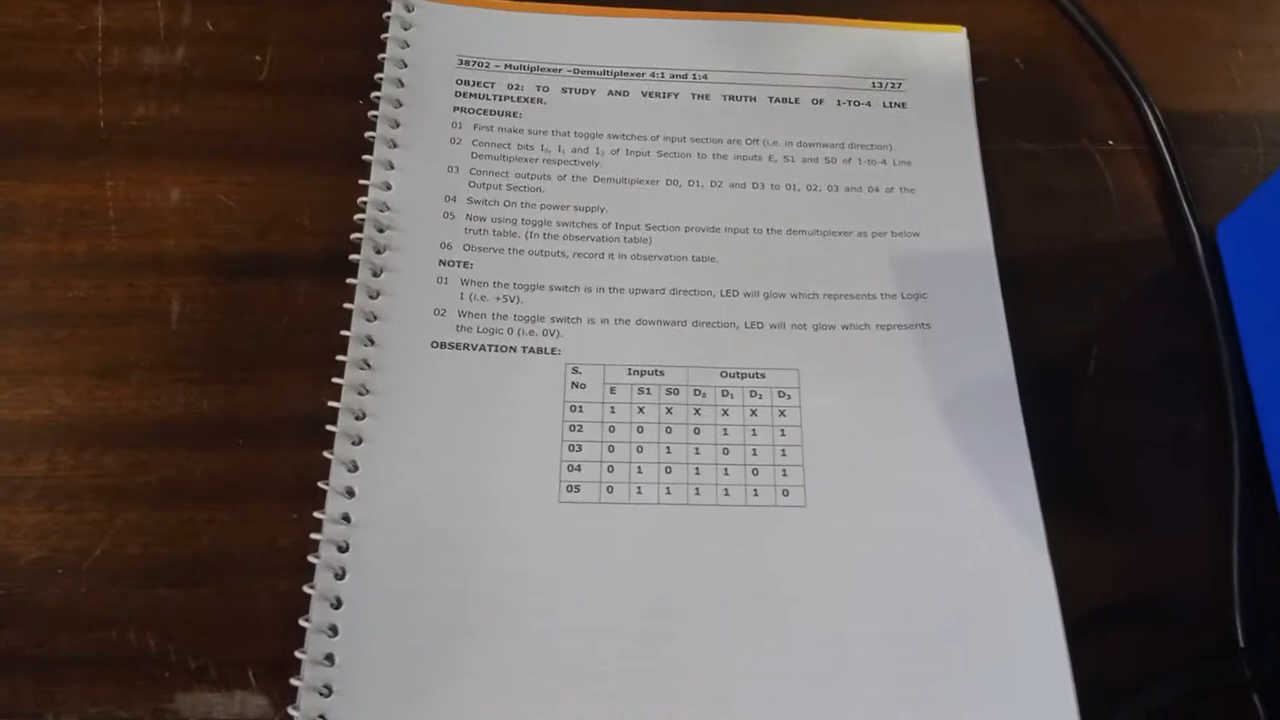 38702 – Multiplexer –Demultiplexer 4:1 and 1:4 13/27
OBJECT 02: TO STUDY AND VERIFY THE TRUTH TABLE OF 1-TO-4 LINE
DEMULTIPLEXER.
PROCEDURE:
01 First make sure that toggle switches of input section are Off (i.e. in downward direction)
02 Connect bits I₀, I₁ and 1₂ of Input Section to the inputs E, S1 and S0 of 1-to-4 Line
Demultiplexer respectively.
03 Connect outputs of the Demultiplexer D0, D1, D2 and D3 to 01, 02, 03 and 04 of the
Output Section.
04 Switch On the power supply.
05 Now using toggle switches of Input Section provide input to the demultiplexer as per below
truth table. (In the observation table)
06 Observe the outputs, record it in observation table.
NOTE:
01 When the toggle switch is in the upward direction, LED will glow which represents the Logic
1 (i.e. +5V).
02 When the toggle switch is in the downward direction, LED will not glow which represents
the Logic 0 (i.e. 0V).
OBSERVATION TABLE:
S. No Inputs Outputs
E S1 S0 D₀ D₁ D₂ D₃
01 1 X X X X X X
02 0 0 0 0 1 1 1
03 0 0 1 1 0 1 1
04 0 1 0 1 1 0 1
05 0 1 1 1 1 1 0